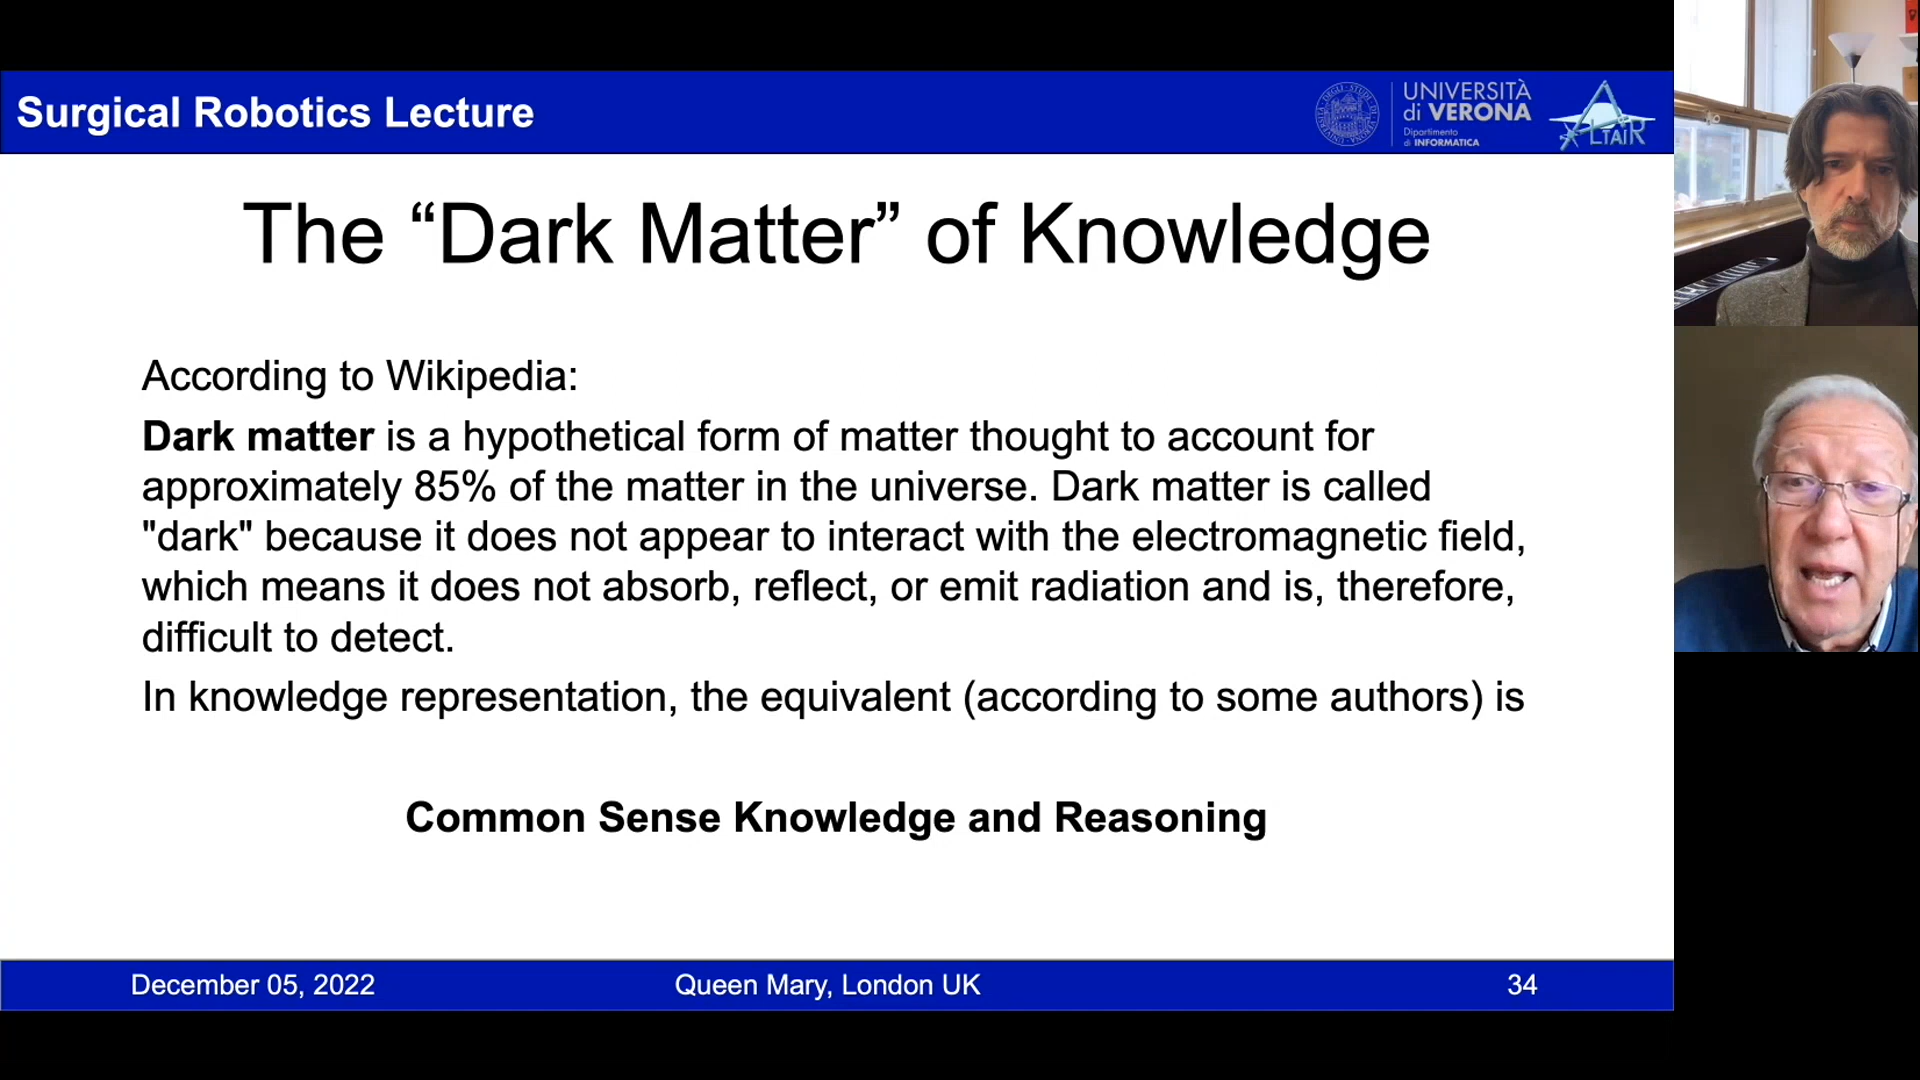 Surgical Robotics Lecture
UNIVERSITÀ
di VERONA
Dipartimento
di INFORMATICA
ALTAIR
The “Dark Matter” of Knowledge
According to Wikipedia:
Dark matter is a hypothetical form of matter thought to account for
approximately 85% of the matter in the universe. Dark matter is called
"dark" because it does not appear to interact with the electromagnetic field,
which means it does not absorb, reflect, or emit radiation and is, therefore,
difficult to detect.
In knowledge representation, the equivalent (according to some authors) is
Common Sense Knowledge and Reasoning
December 05, 2022
Queen Mary, London UK
34